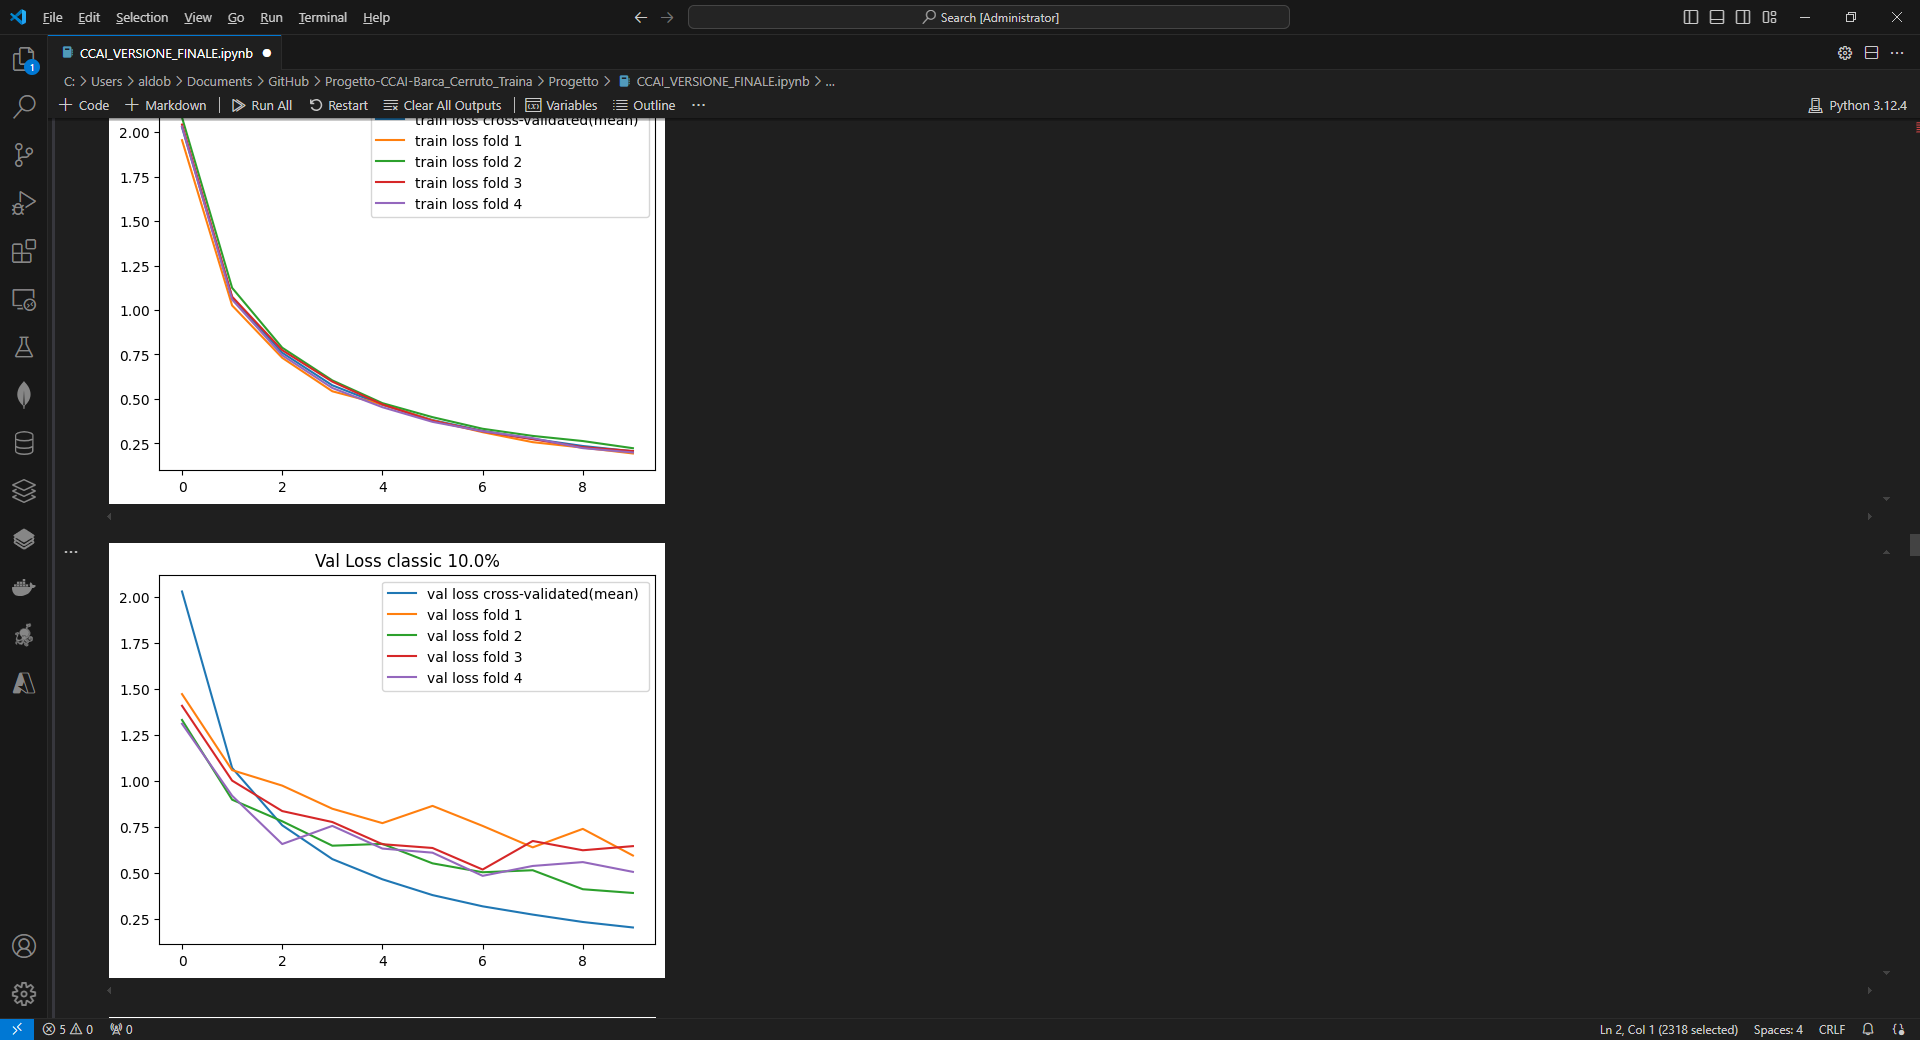 File Edit Selection View Go Run Terminal Help
Search [Administrator]
CCAI_VERSIONE_FINALE.ipynb
C: > Users > aldob > Documents > GitHub > Progetto-CCAI-Barca_Cerruto_Traina > Progetto > CCAI_VERSIONE_FINALE.ipynb > ...
+ Code + Markdown | Run All Restart Clear All Outputs | Variables Outline ...
Python 3.12.4
1
train loss cross-validated(mean)
train loss fold 1
train loss fold 2
train loss fold 3
train loss fold 4
2.00
1.75
1.50
1.25
1.00
0.75
0.50
0.25
0 2 4 6 8
...
Val Loss classic 10.0%
val loss cross-validated(mean)
val loss fold 1
val loss fold 2
val loss fold 3
val loss fold 4
2.00
1.75
1.50
1.25
1.00
0.75
0.50
0.25
0 2 4 6 8
5 0 0
Ln 2, Col 1 (2318 selected) Spaces: 4 CRLF